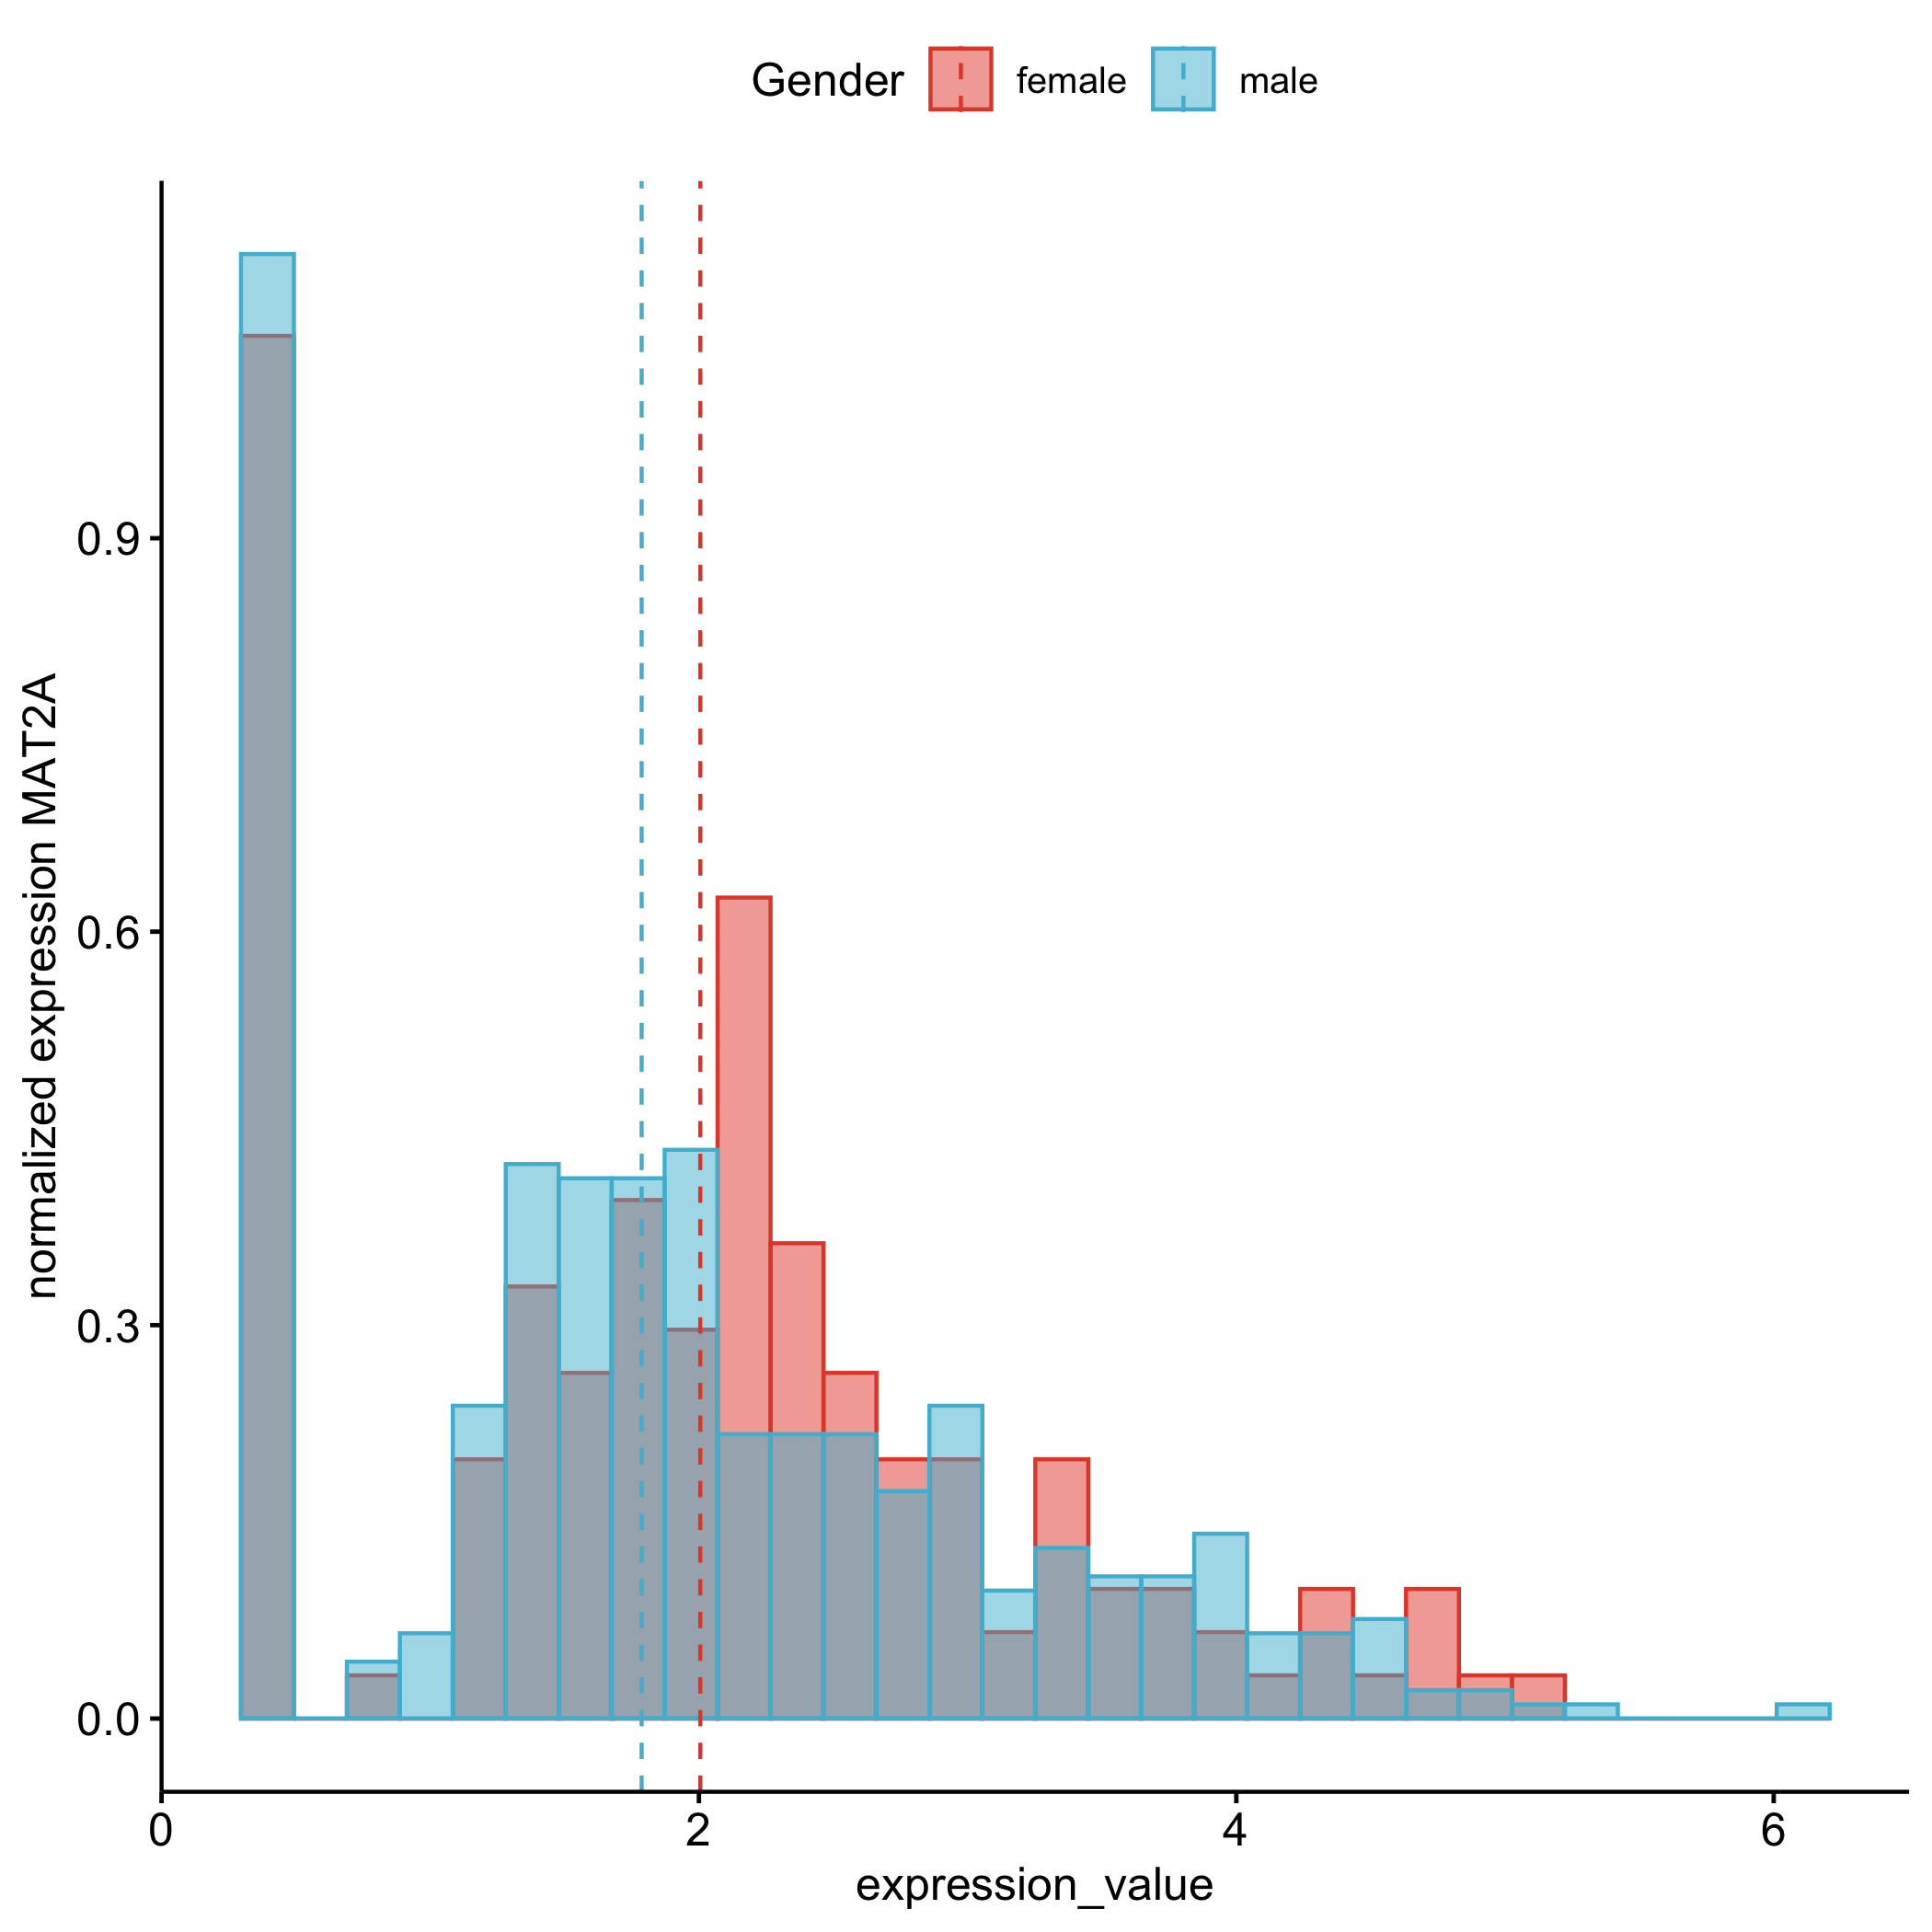 Gender female male
normalized expression MAT2A
0.9
0.6
0.3
0.0
0 2 4 6
expression_value